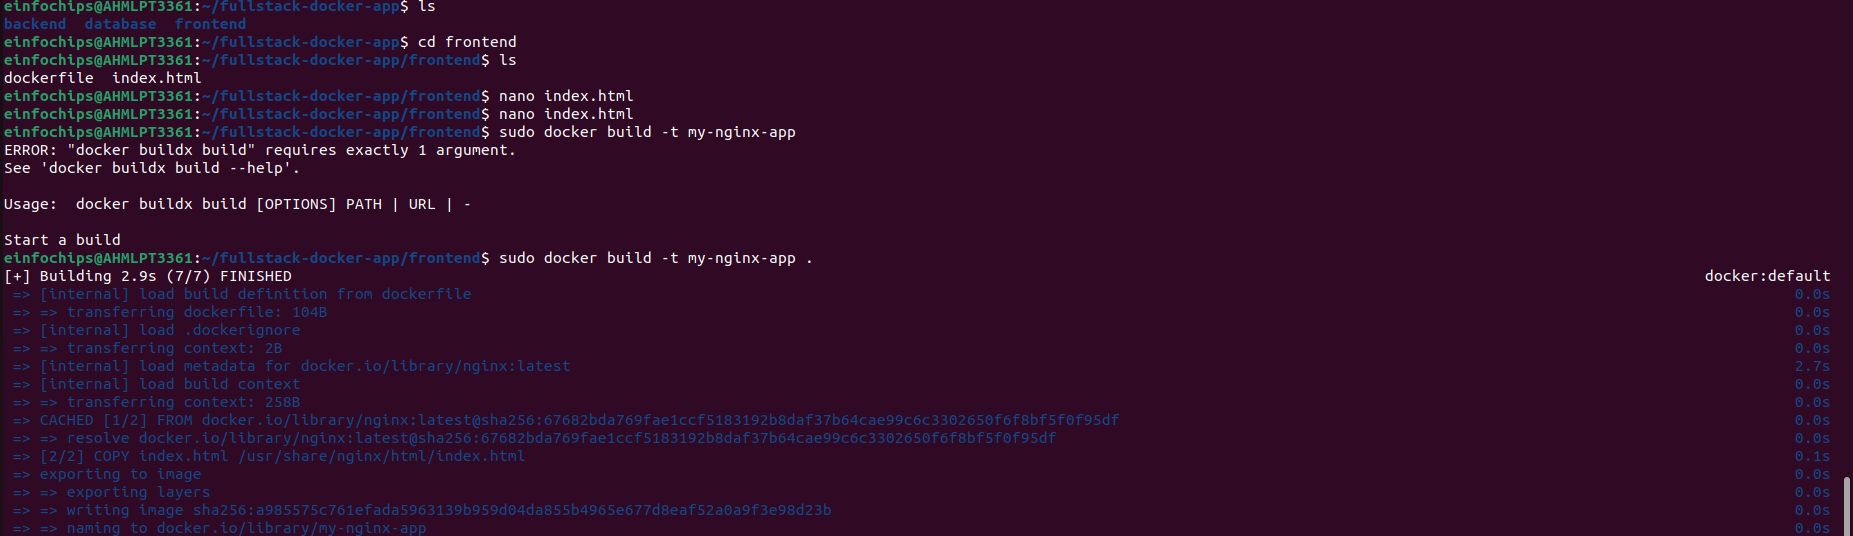 einfochips@AHMLPT3361:~/fullstack-docker-app$ ls
backend  database  frontend
einfochips@AHMLPT3361:~/fullstack-docker-app$ cd frontend
einfochips@AHMLPT3361:~/fullstack-docker-app/frontend$ ls
dockerfile  index.html
einfochips@AHMLPT3361:~/fullstack-docker-app/frontend$ nano index.html
einfochips@AHMLPT3361:~/fullstack-docker-app/frontend$ nano index.html
einfochips@AHMLPT3361:~/fullstack-docker-app/frontend$ sudo docker build -t my-nginx-app
ERROR: "docker buildx build" requires exactly 1 argument.
See 'docker buildx build --help'.
Usage:  docker buildx build [OPTIONS] PATH | URL | -
Start a build
einfochips@AHMLPT3361:~/fullstack-docker-app/frontend$ sudo docker build -t my-nginx-app .
[+] Building 2.9s (7/7) FINISHED docker:default
=> [internal] load build definition from dockerfile 0.0s
=> => transferring dockerfile: 104B 0.0s
=> [internal] load .dockerignore 0.0s
=> => transferring context: 2B 0.0s
=> [internal] load metadata for docker.io/library/nginx:latest 2.7s
=> [internal] load build context 0.0s
=> => transferring context: 258B 0.0s
=> CACHED [1/2] FROM docker.io/library/nginx:latest@sha256:67682bda769fae1ccf5183192b8daf37b64cae99c6c3302650f6f8bf5f0f95df 0.0s
=> => resolve docker.io/library/nginx:latest@sha256:67682bda769fae1ccf5183192b8daf37b64cae99c6c3302650f6f8bf5f0f95df 0.0s
=> [2/2] COPY index.html /usr/share/nginx/html/index.html 0.1s
=> exporting to image 0.0s
=> => exporting layers 0.0s
=> => writing image sha256:a985575c761efada5963139b959d04da855b4965e677d8eaf52a0a9f3e98d23b 0.0s
=> => naming to docker.io/library/my-nginx-app 0.0s